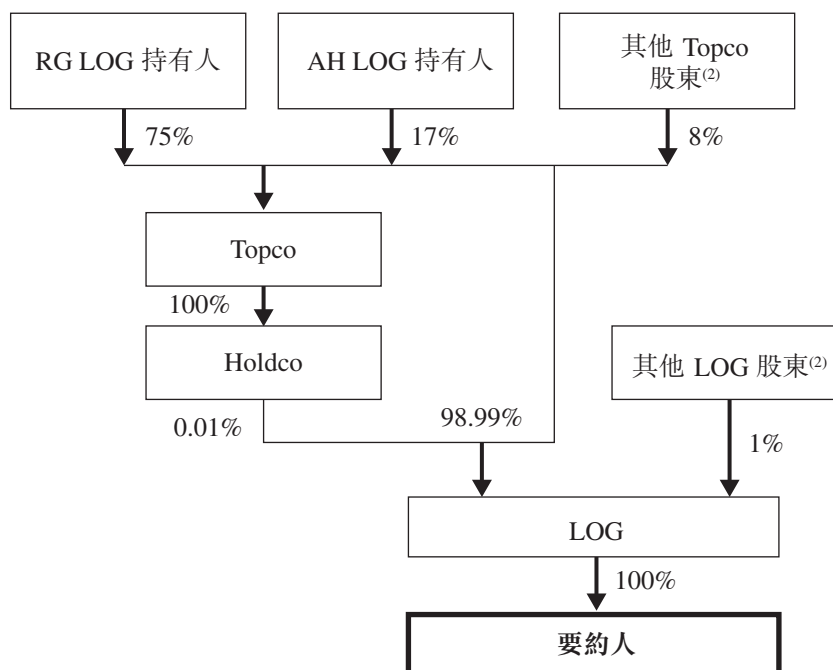 RG LOG 持有人
AH LOG 持有人
其他 Topco
股東(2)
75%
17%
8%
Topco
100%
Holdco
其他 LOG 股東(2)
0.01%
98.99%
1%
LOG
100%
要約人